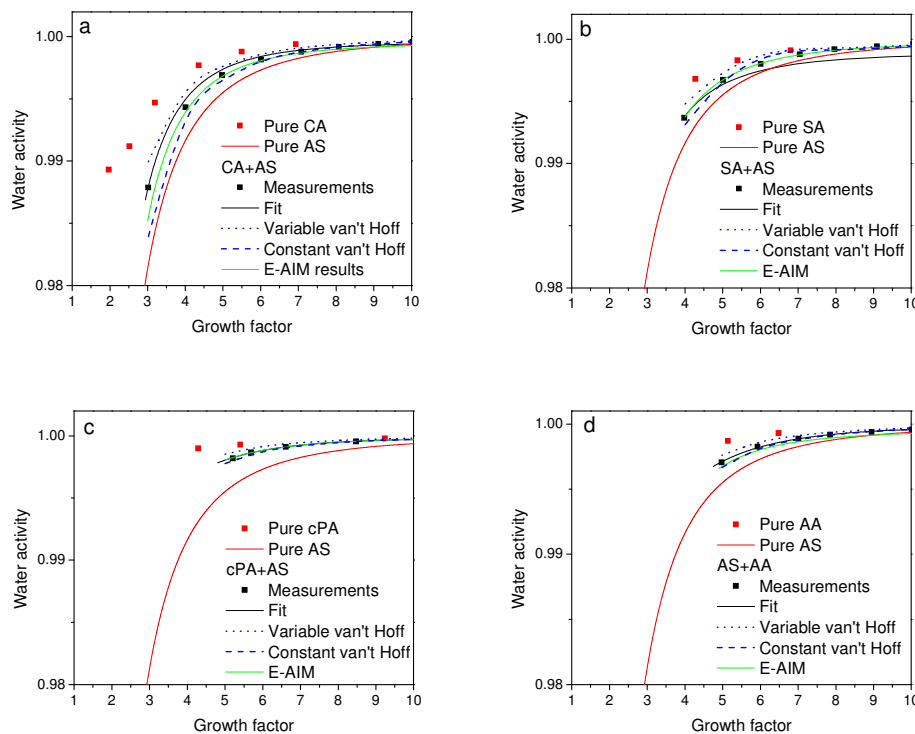 a
1.00
0.99
0.98
Water activity
Pure CA
Pure AS
CA+AS
Measurements
Fit
Variable van't Hoff
Constant van't Hoff
E-AIM results
1 2 3 4 5 6 7 8 9 10
Growth factor
b
1.00
0.99
0.98
Water activity
Pure SA
Pure AS
SA+AS
Measurements
Fit
Variable van't Hoff
Constant van't Hoff
E-AIM
1 2 3 4 5 6 7 8 9 10
Growth factor
c
1.00
0.99
0.98
Water activity
Pure cPA
Pure AS
cPA+AS
Measurements
Fit
Variable van't Hoff
Constant van't Hoff
E-AIM
1 2 3 4 5 6 7 8 9 10
Growth factor
d
1.00
0.99
0.98
Water activity
Pure AA
Pure AS
AS+AA
Measurements
Fit
Variable van't Hoff
Constant van't Hoff
E-AIM
1 2 3 4 5 6 7 8 9 10
Growth factor